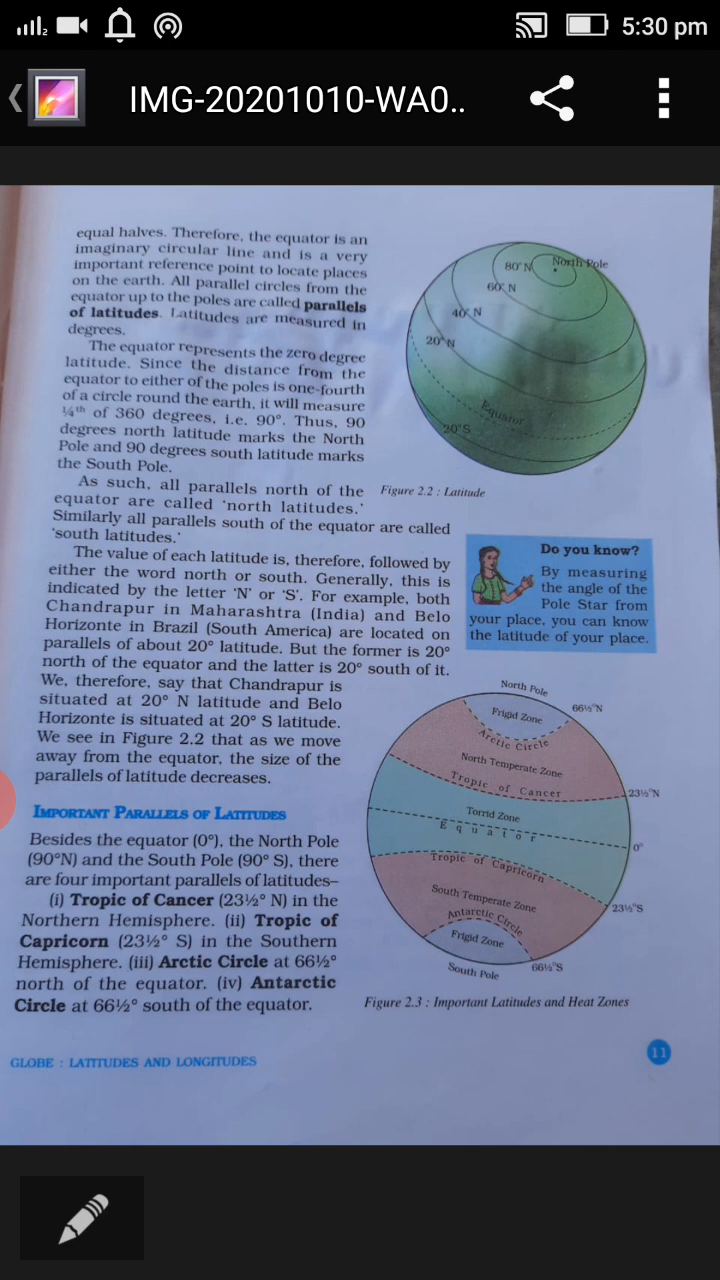 5:30 pm
IMG-20201010-WA0..
equal halves. Therefore, the equator is an
imaginary circular line and is a very
important reference point to locate places
on the earth. All parallel circles from the
equator up to the poles are called parallels
of latitudes. Latitudes are measured in
degrees.
The equator represents the zero degree
latitude. Since the distance from the
equator to either of the poles is one-fourth
of a circle round the earth, it will measure
¼th of 360 degrees, i.e. 90°. Thus, 90
degrees north latitude marks the North
Pole and 90 degrees south latitude marks
the South Pole.
As such, all parallels north of the
equator are called 'north latitudes.'
Similarly all parallels south of the equator are called
'south latitudes.'
The value of each latitude is, therefore, followed by
either the word north or south. Generally, this is
indicated by the letter 'N' or 'S'. For example, both
Chandrapur in Maharashtra (India) and Belo
Horizonte in Brazil (South America) are located on
parallels of about 20° latitude. But the former is 20°
north of the equator and the latter is 20° south of it.
We, therefore, say that Chandrapur is
situated at 20° N latitude and Belo
Horizonte is situated at 20° S latitude.
We see in Figure 2.2 that as we move
away from the equator, the size of the
parallels of latitude decreases.
80° N
North Pole
60° N
40° N
20° N
Equator
20° S
Figure 2.2 : Latitude
Do you know?
By measuring
the angle of the
Pole Star from
your place, you can know
the latitude of your place.
IMPORTANT PARALLELS OF LATITUDES
Besides the equator (0°), the North Pole
(90°N) and the South Pole (90° S), there
are four important parallels of latitudes–
(i) Tropic of Cancer (23½° N) in the
Northern Hemisphere. (ii) Tropic of
Capricorn (23½° S) in the Southern
Hemisphere. (iii) Arctic Circle at 66½°
north of the equator. (iv) Antarctic
Circle at 66½° south of the equator.
North Pole
66½°N
Frigid Zone
Arctic Circle
North Temperate Zone
Tropic of Cancer
23½°N
Torrid Zone
Equator
0°
Tropic of Capricorn
South Temperate Zone
23½°S
Antarctic Circle
Frigid Zone
South Pole
66½°S
Figure 2.3 : Important Latitudes and Heat Zones
GLOBE : LATITUDES AND LONGITUDES
11